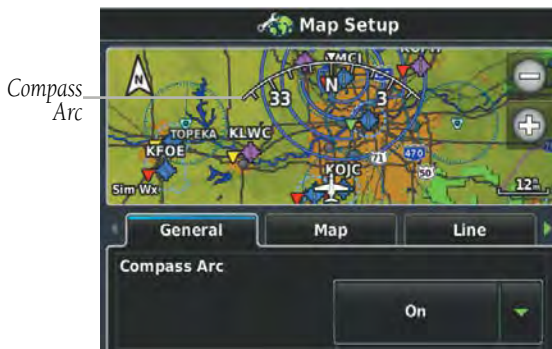 Map Setup
Compass
Arc
MCI
N
33
N
3
TOPEKA
KLWC
KFOE
71
470
50
KOJC
Sim Wx
12
General
Map
Line
Compass Arc
On